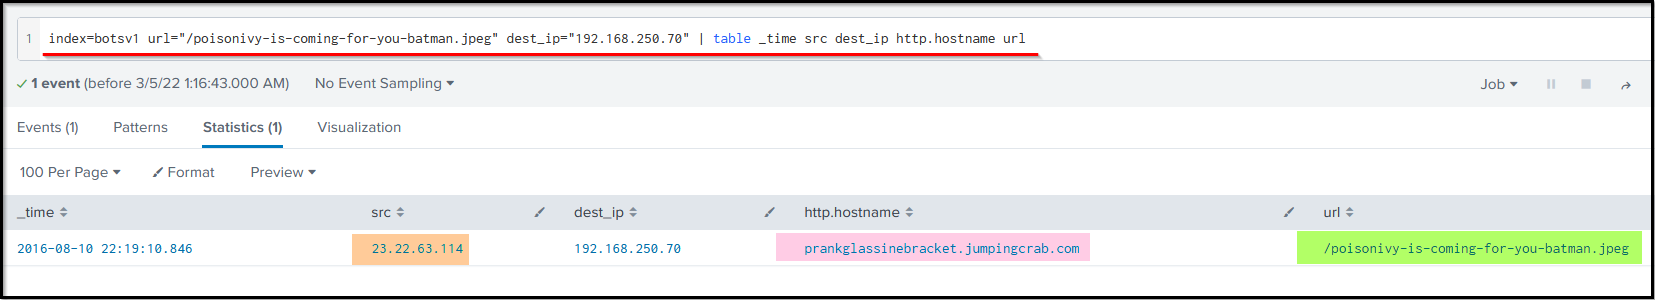 1 index=botsv1 url="/poisonivy-is-coming-for-you-batman.jpeg" dest_ip="192.168.250.70" | table _time src dest_ip http.hostname url
1 event (before 3/5/22 1:16:43.000 AM) No Event Sampling Job
Events (1) Patterns Statistics (1) Visualization
100 Per Page Format Preview
_time src dest_ip http.hostname url
2016-08-10 22:19:10.846 23.22.63.114 192.168.250.70 prankglassinebracket.jumpingcrab.com /poisonivy-is-coming-for-you-batman.jpeg